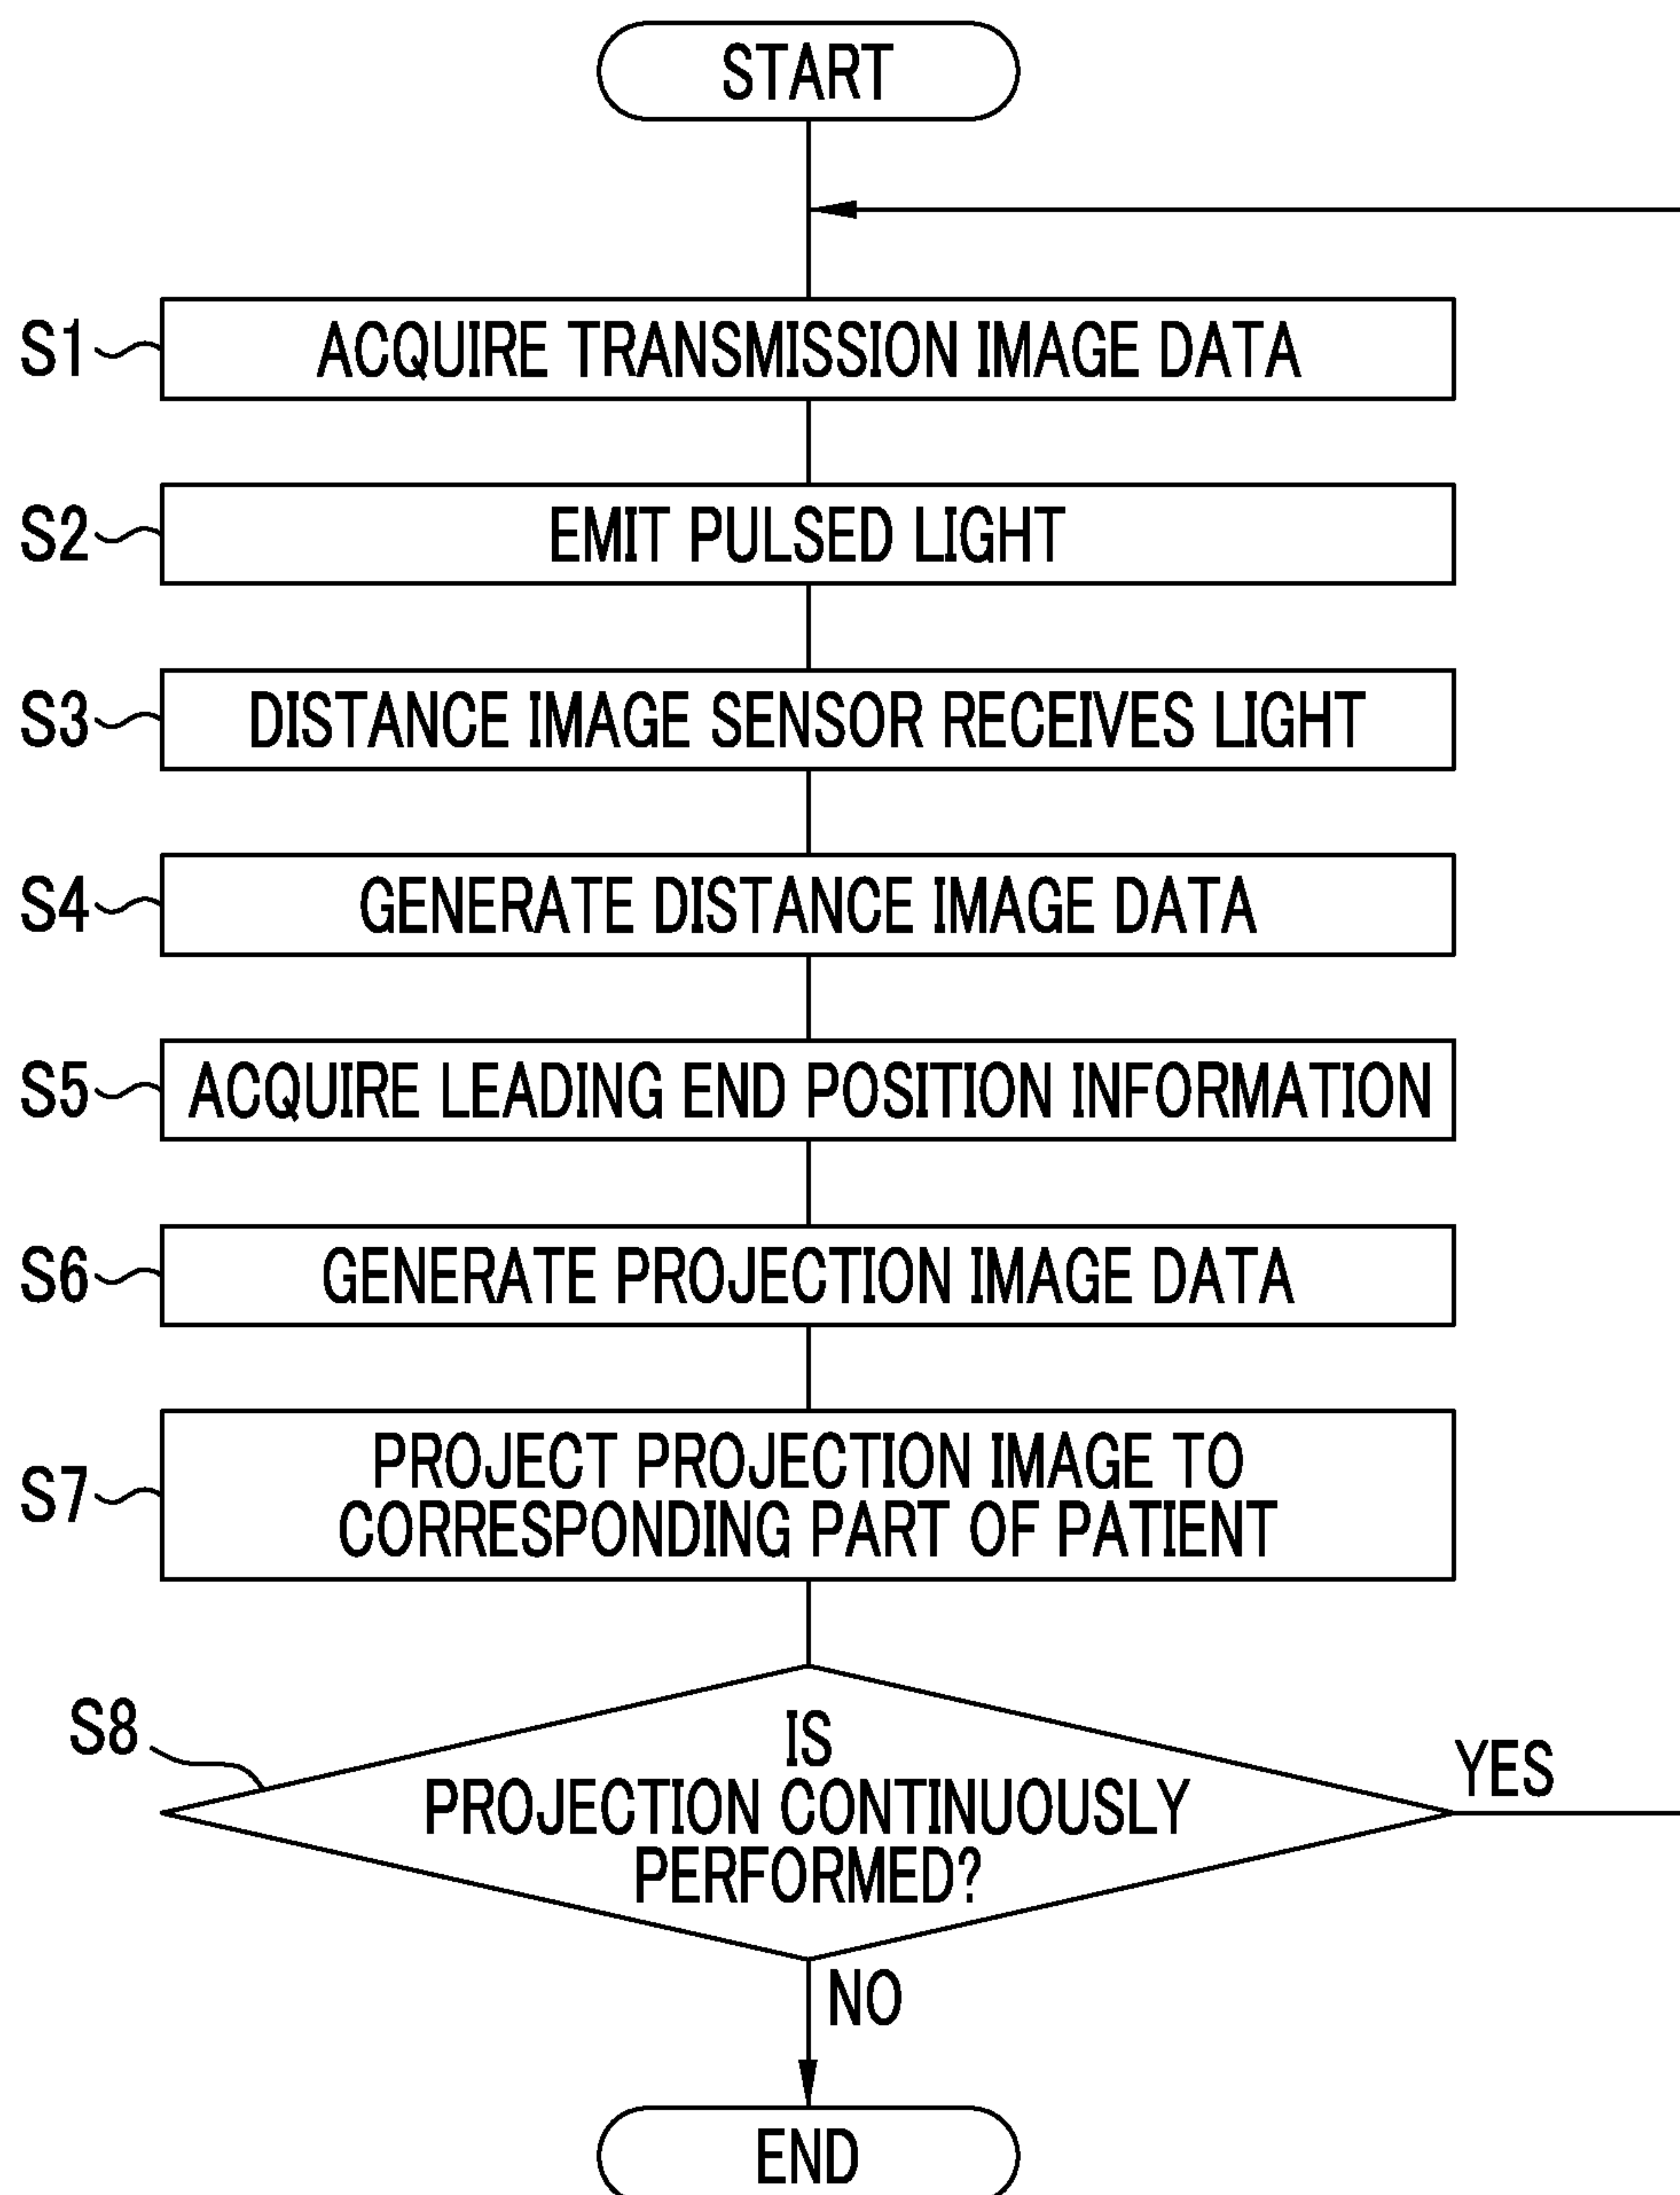 START
S1 ACQUIRE TRANSMISSION IMAGE DATA
S2 EMIT PULSED LIGHT
S3 DISTANCE IMAGE SENSOR RECEIVES LIGHT
S4 GENERATE DISTANCE IMAGE DATA
S5 ACQUIRE LEADING END POSITION INFORMATION
S6 GENERATE PROJECTION IMAGE DATA
S7 PROJECT PROJECTION IMAGE TO
CORRESPONDING PART OF PATIENT
S8 IS
PROJECTION CONTINUOUSLY
PERFORMED?
YES
NO
END